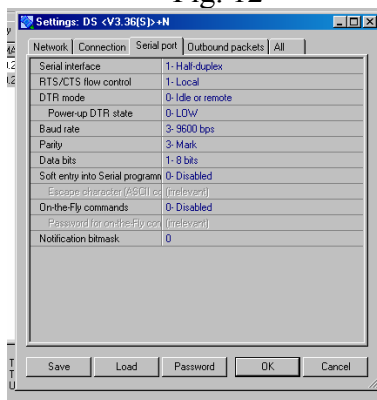 Fig. 12
Settings: DS <V3.36(S)>+N
Network Connection Serial port Outbound packets All
Serial interface 1- Half-duplex
RTS/CTS flow control 1- Local
DTR mode 0- Idle or remote
Power-up DTR state 0- LOW
Baud rate 3- 9600 bps
Parity 3- Mark
Data bits 1- 8 bits
Soft entry into Serial programm 0- Disabled
Escape character (ASCII co (irrelevant)
On-the-Fly commands 0- Disabled
Password for on-the-Fly con (irrelevant)
Notification bitmask 0
Save Load Password OK Cancel